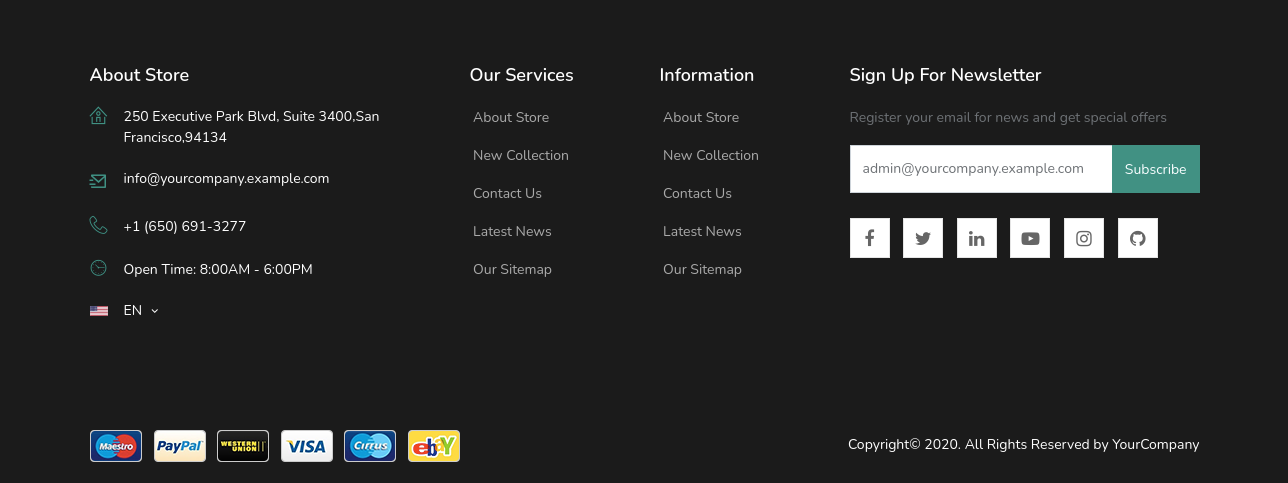 About Store
250 Executive Park Blvd, Suite 3400,San
Francisco,94134
info@yourcompany.example.com
+1 (650) 691-3277
Open Time: 8:00AM - 6:00PM
EN
Our Services
About Store
New Collection
Contact Us
Latest News
Our Sitemap
Information
About Store
New Collection
Contact Us
Latest News
Our Sitemap
Sign Up For Newsletter
Register your email for news and get special offers
admin@yourcompany.example.com
Subscribe
Maestro
PayPal
WESTERN
UNION
VISA
Cirrus
ebaY
Copyright© 2020. All Rights Reserved by YourCompany